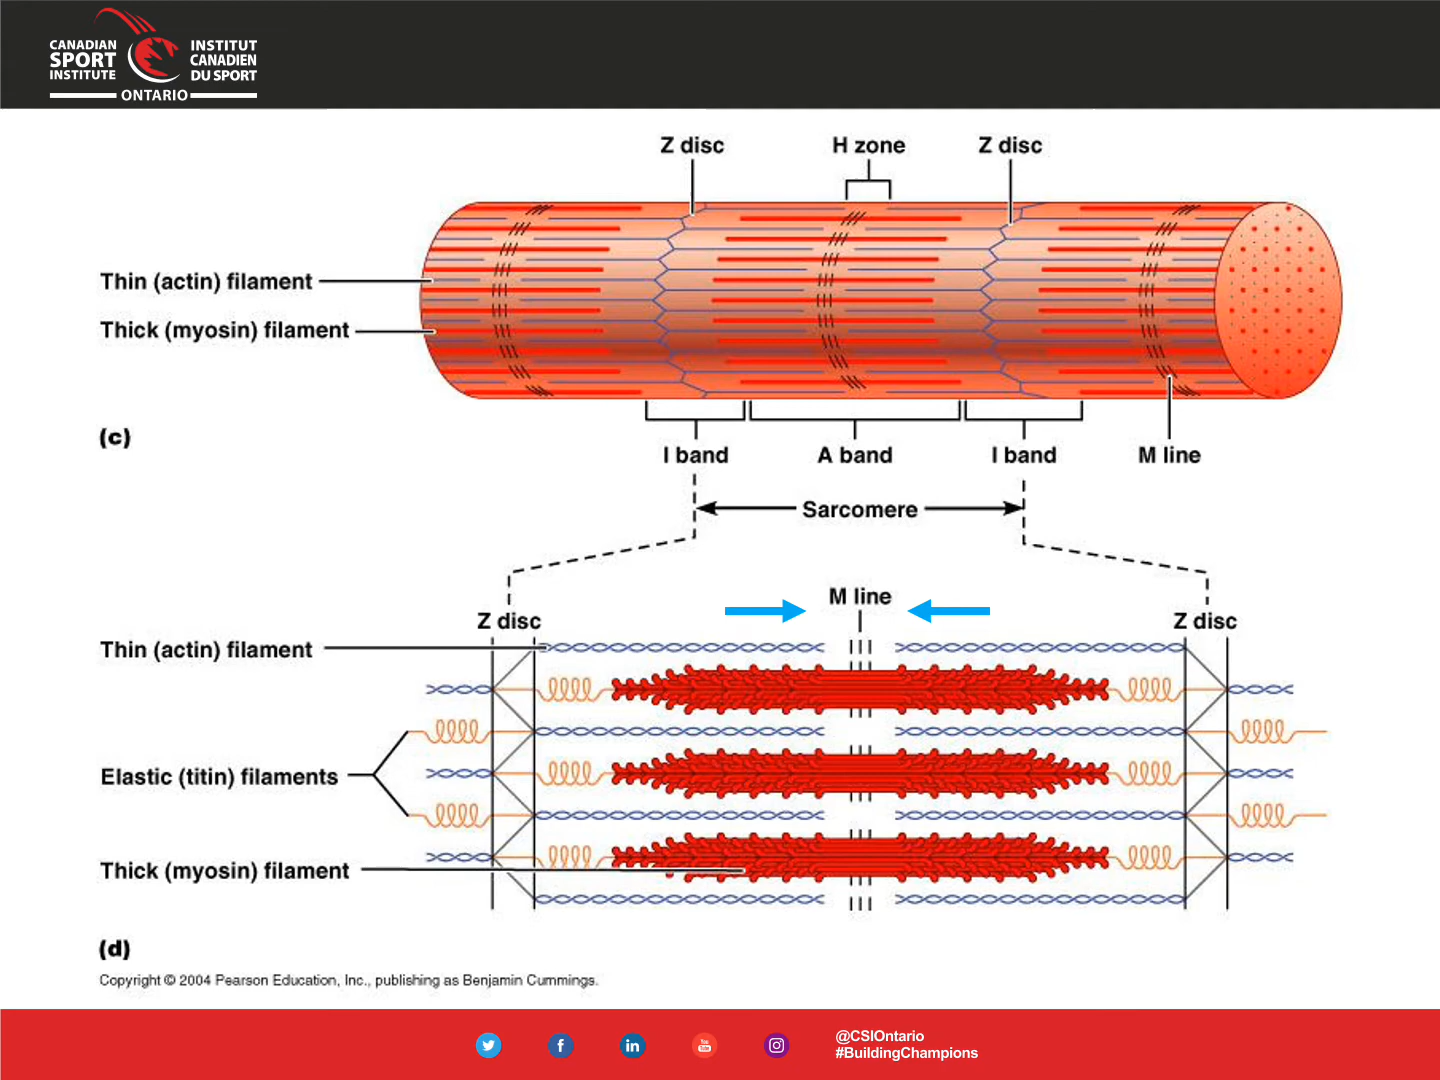 CANADIAN
SPORT
INSTITUTE
INSTITUT
CANADIEN
DU SPORT
ONTARIO
Z disc
H zone
Z disc
Thin (actin) filament
Thick (myosin) filament
(c)
I band
A band
I band
M line
Sarcomere
M line
Z disc
Z disc
Thin (actin) filament
Elastic (titin) filaments
Thick (myosin) filament
(d)
Copyright © 2004 Pearson Education, Inc., publishing as Benjamin Cummings.
You
Tube
@CSIOntario
#BuildingChampions